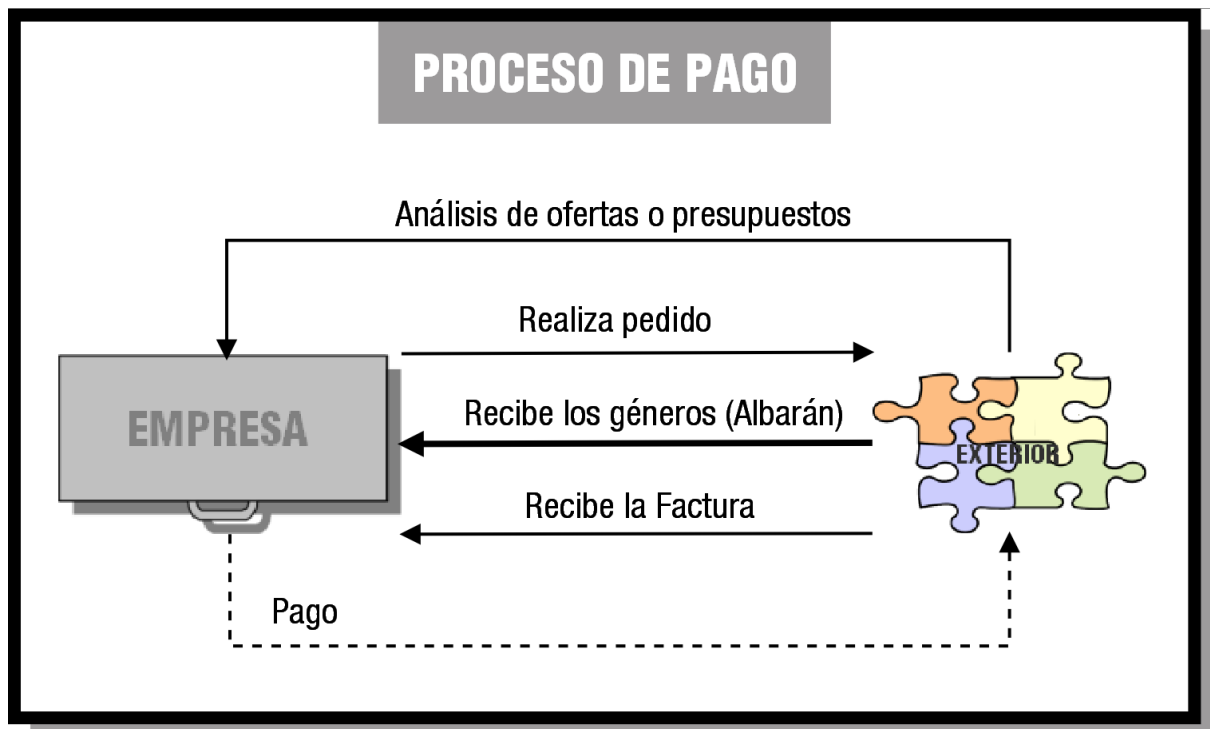 PROCESO DE PAGO
Análisis de ofertas o presupuestos
Realiza pedido
EMPRESA
Recibe los géneros (Albarán)
EXTERIOR
Recibe la Factura
Pago